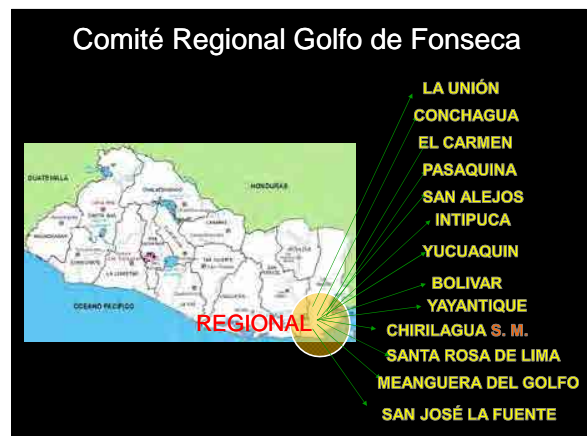 Comité Regional Golfo de Fonseca
LA UNIÓN
CONCHAGUA
EL CARMEN
PASAQUINA
SAN ALEJOS
INTIPUCA
YUCUAQUIN
BOLIVAR
YAYANTIQUE
CHIRILAGUA S. M.
SANTA ROSA DE LIMA
MEANGUERA DEL GOLFO
SAN JOSÉ LA FUENTE
GUATEMALA
HONDURAS
OCEANO PACIFICO
REGIONAL